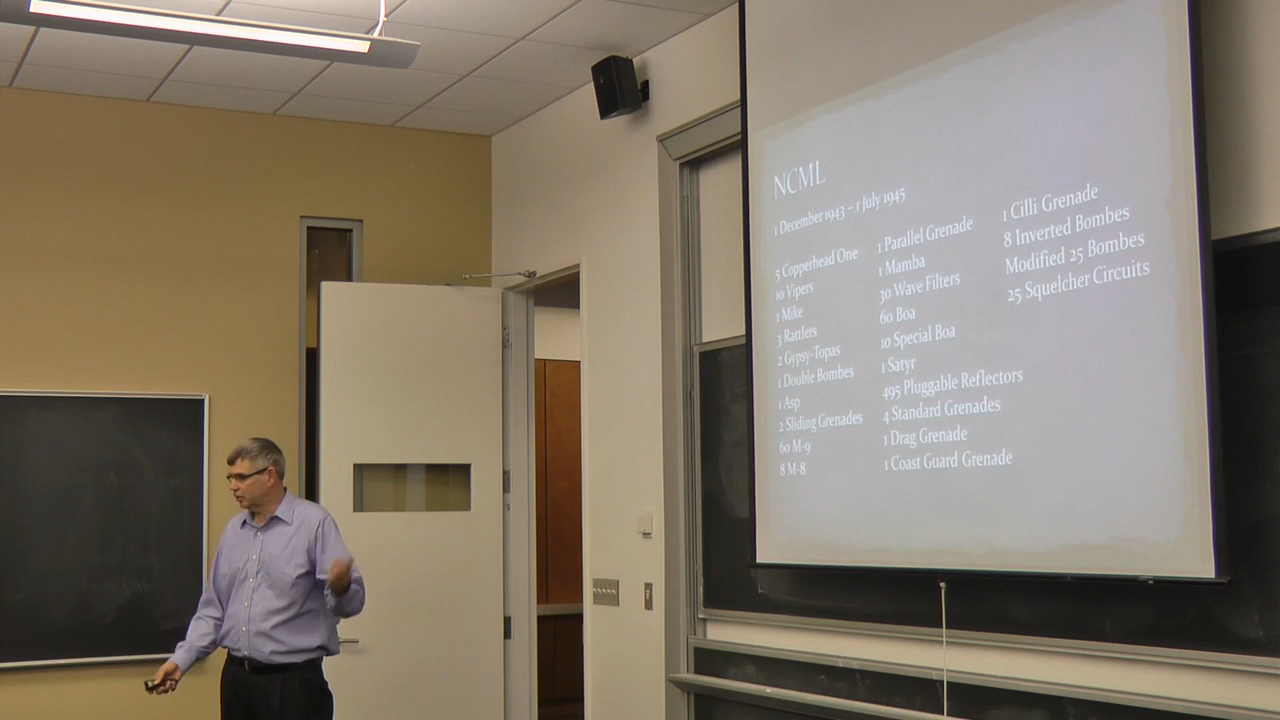 NCML
1 December 1943 – 1 July 1945
5 Copperhead One
10 Vipers
1 Mike
3 Rattlers
2 Gypsy-Topas
1 Double Bombes
1 Asp
2 Sliding Grenades
60 M-9
8 M-8
1 Parallel Grenade
1 Mamba
30 Wave Filters
60 Boa
10 Special Boa
1 Satyr
495 Pluggable Reflectors
4 Standard Grenades
1 Drag Grenade
1 Coast Guard Grenade
1 Cilli Grenade
8 Inverted Bombes
Modified 25 Bombes
25 Squelcher Circuits